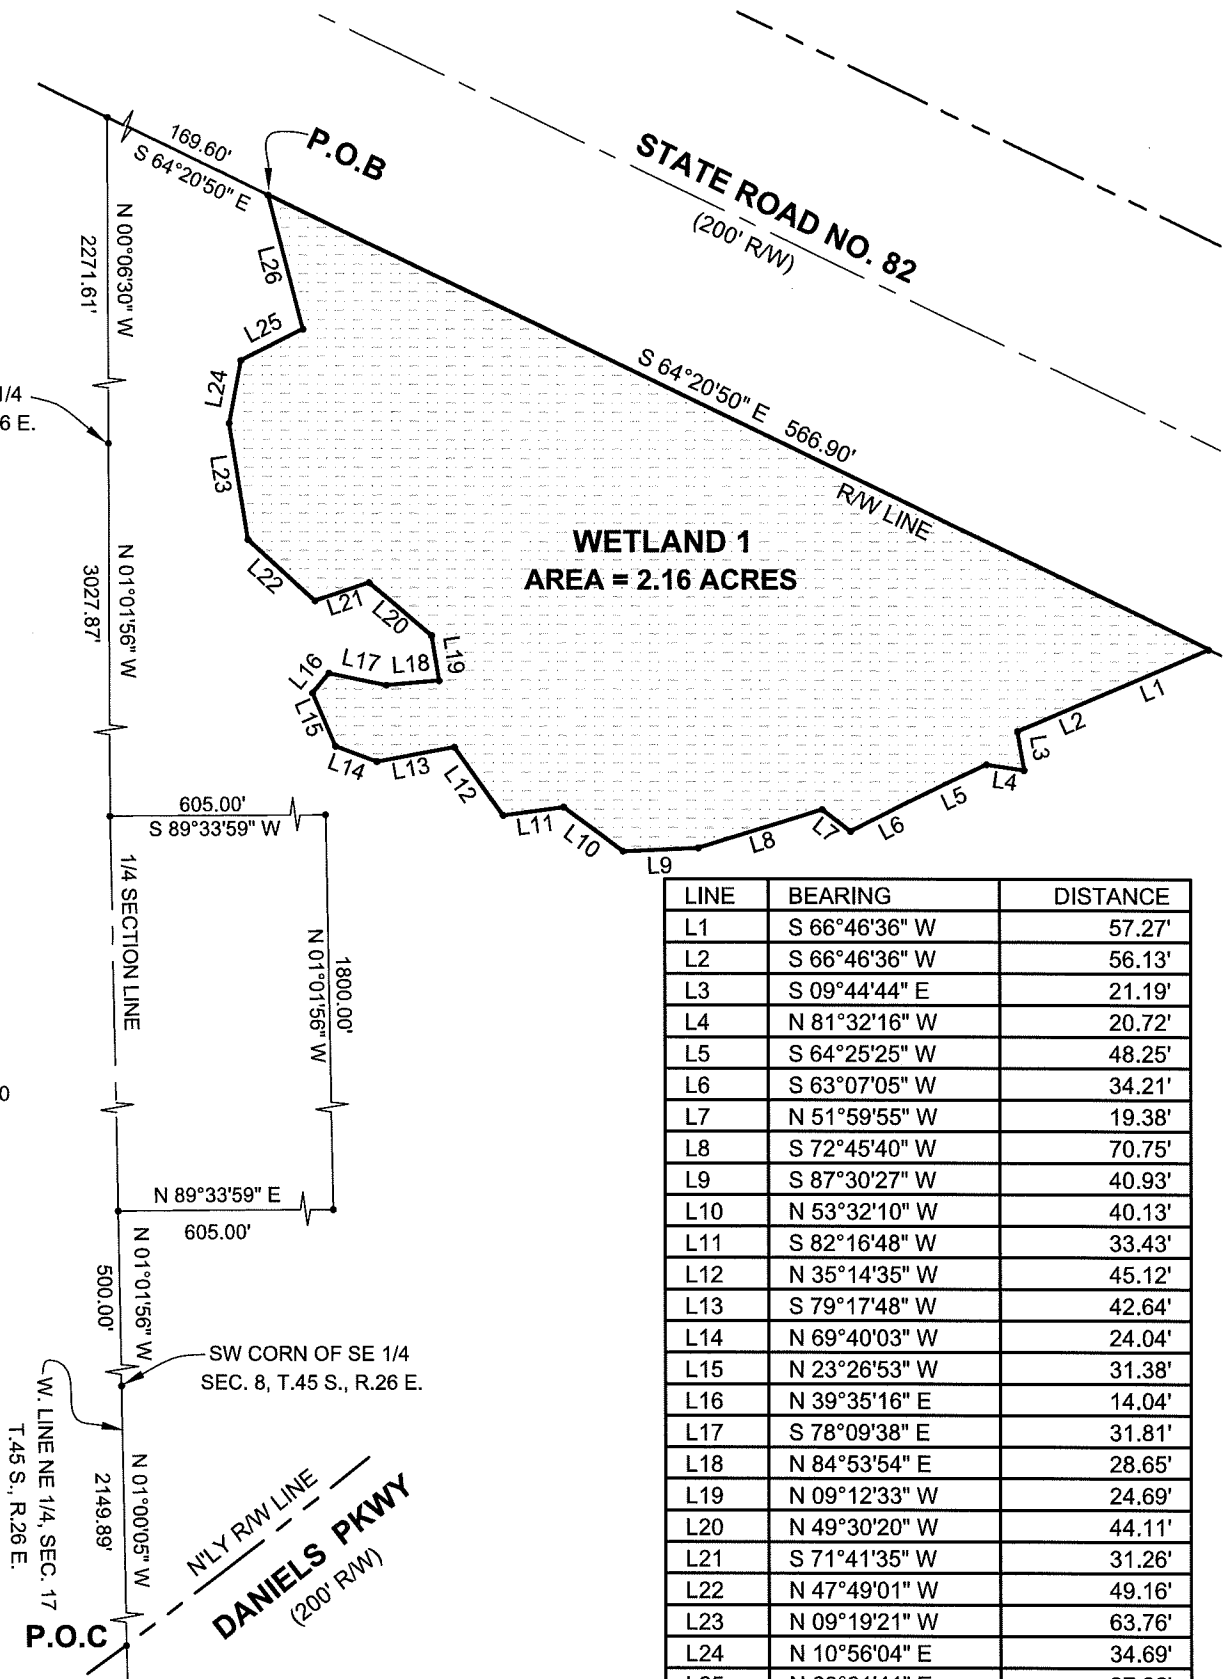 P.O.B
169.60'
S 64°20'50" E
STATE ROAD NO. 82
(200' R/W)
N 00°06'30" W
2271.61'
L26
L25
L24
L23
L22
L21
L20
L19
L18
L17
L16
L15
L14
L13
L12
L11
L10
L9
L8
L7
L6
L5
L4
L3
L2
L1
S 64°20'50" E 566.90'
R/W LINE
WETLAND 1
AREA = 2.16 ACRES
1/4
6 E.
N 01°01'56" W
3027.87'
605.00'
S 89°33'59" W
1/4 SECTION LINE
1800.00'
N 01°01'56" W
0
N 89°33'59" E
605.00'
N 01°01'56" W
500.00'
SW CORN OF SE 1/4
SEC. 8, T.45 S., R.26 E.
W. LINE NE 1/4, SEC. 17
T.45 S., R.26 E.
N 01°00'05" W
2149.89'
N'LY R/W LINE
DANIELS PKWY
(200' R/W)
P.O.C
LINE BEARING DISTANCE
L1 S 66°46'36" W 57.27'
L2 S 66°46'36" W 56.13'
L3 S 09°44'44" E 21.19'
L4 N 81°32'16" W 20.72'
L5 S 64°25'25" W 48.25'
L6 S 63°07'05" W 34.21'
L7 N 51°59'55" W 19.38'
L8 S 72°45'40" W 70.75'
L9 S 87°30'27" W 40.93'
L10 N 53°32'10" W 40.13'
L11 S 82°16'48" W 33.43'
L12 N 35°14'35" W 45.12'
L13 S 79°17'48" W 42.64'
L14 N 69°40'03" W 24.04'
L15 N 23°26'53" W 31.38'
L16 N 39°35'16" E 14.04'
L17 S 78°09'38" E 31.81'
L18 N 84°53'54" E 28.65'
L19 N 09°12'33" W 24.69'
L20 N 49°30'20" W 44.11'
L21 S 71°41'35" W 31.26'
L22 N 47°49'01" W 49.16'
L23 N 09°19'21" W 63.76'
L24 N 10°56'04" E 34.69'